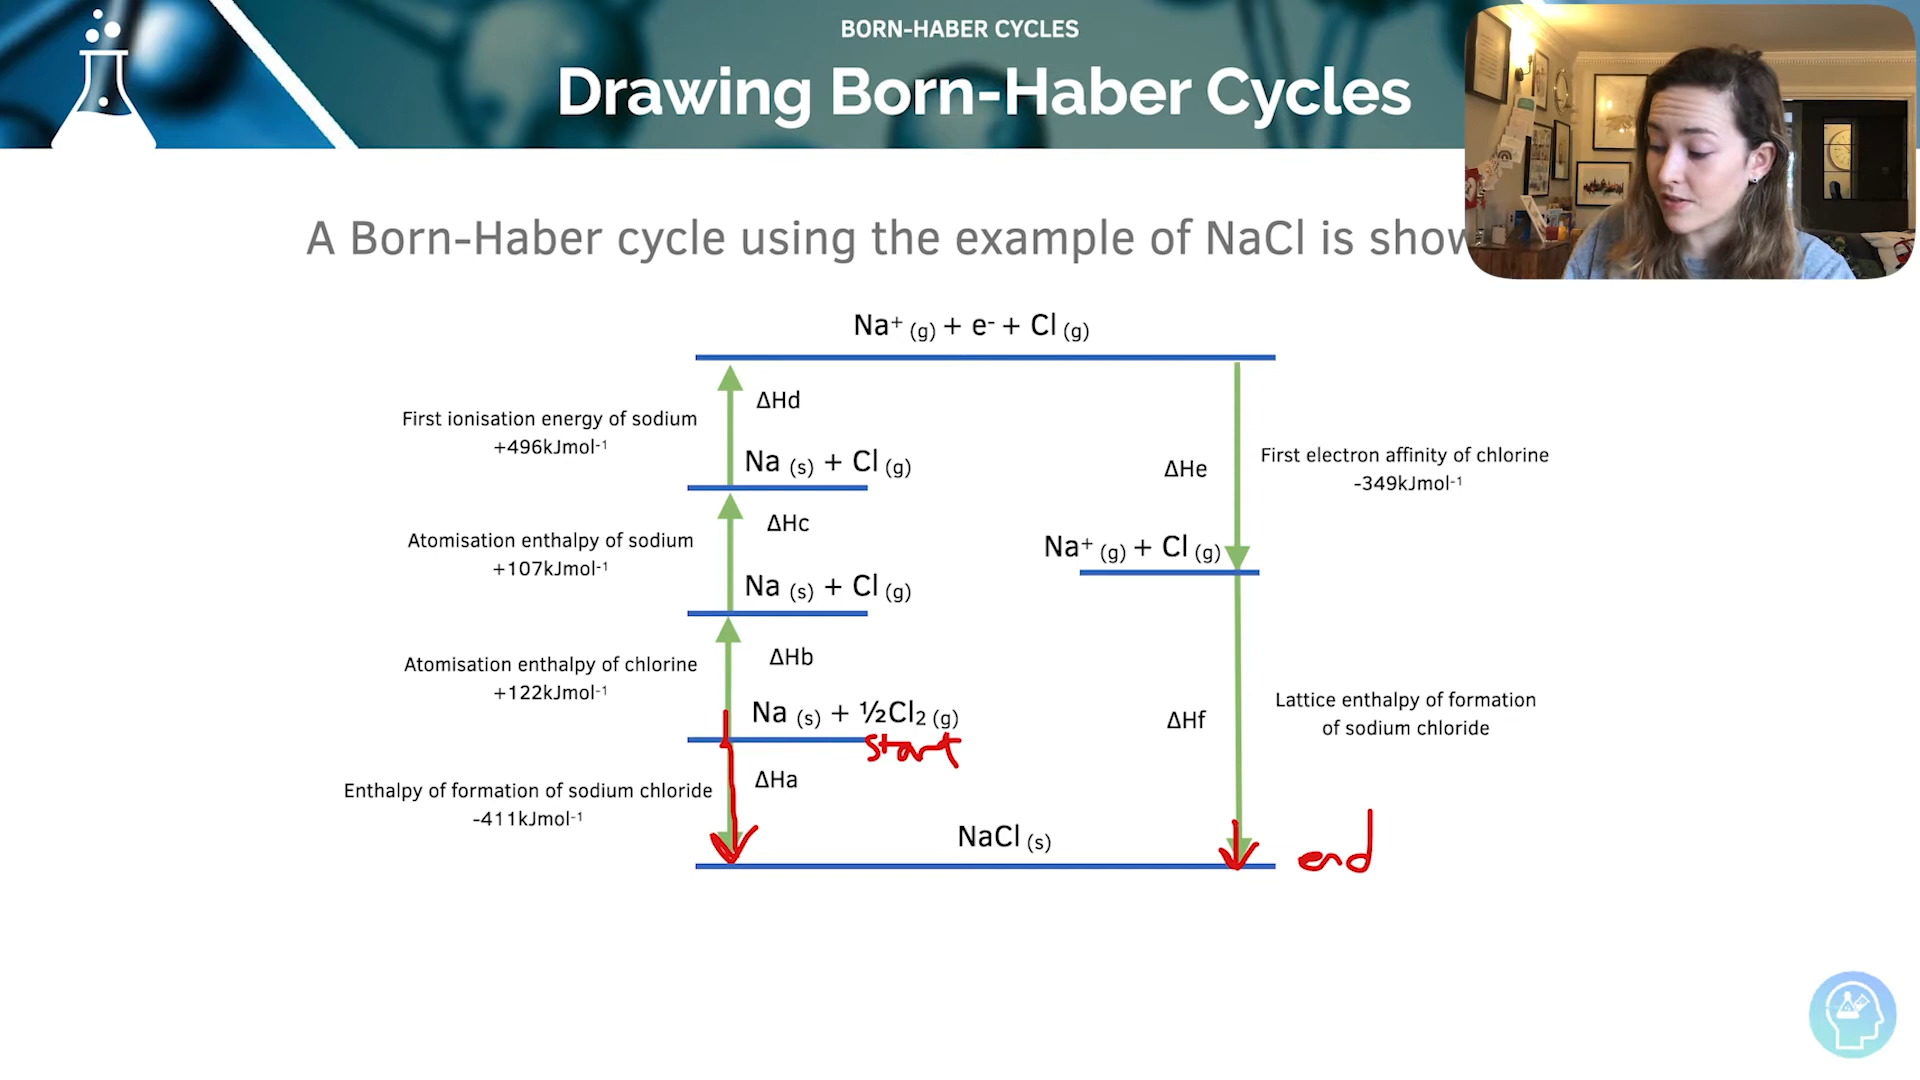 BORN-HABER CYCLES
Drawing Born-Haber Cycles
A Born-Haber cycle using the example of NaCl is show
Na⁺ (g) + e⁻ + Cl (g)
ΔHd
First ionisation energy of sodium
+496kJmol⁻¹
Na (s) + Cl (g)
ΔHe
First electron affinity of chlorine
-349kJmol⁻¹
ΔHc
Atomisation enthalpy of sodium
+107kJmol⁻¹
Na⁺ (g) + Cl (g)
Na (s) + Cl (g)
ΔHb
Atomisation enthalpy of chlorine
+122kJmol⁻¹
Na (s) + ½Cl₂ (g)
start
ΔHf
Lattice enthalpy of formation
of sodium chloride
ΔHa
Enthalpy of formation of sodium chloride
-411kJmol⁻¹
NaCl (s)
end